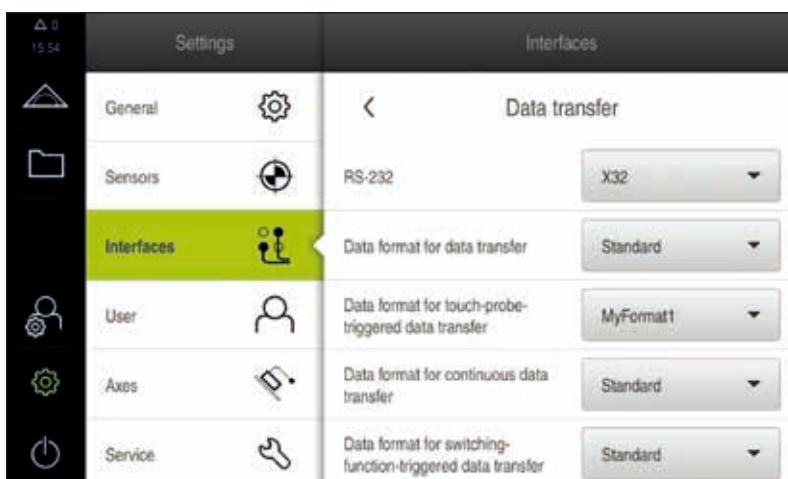 0
15:54
Settings
Interfaces
General
Data transfer
Sensors
RS-232
X32
Interfaces
Data format for data transfer
Standard
User
Data format for touch-probe-
triggered data transfer
MyFormat1
Axes
Data format for continuous data
transfer
Standard
Service
Data format for switching-
function-triggered data transfer
Standard